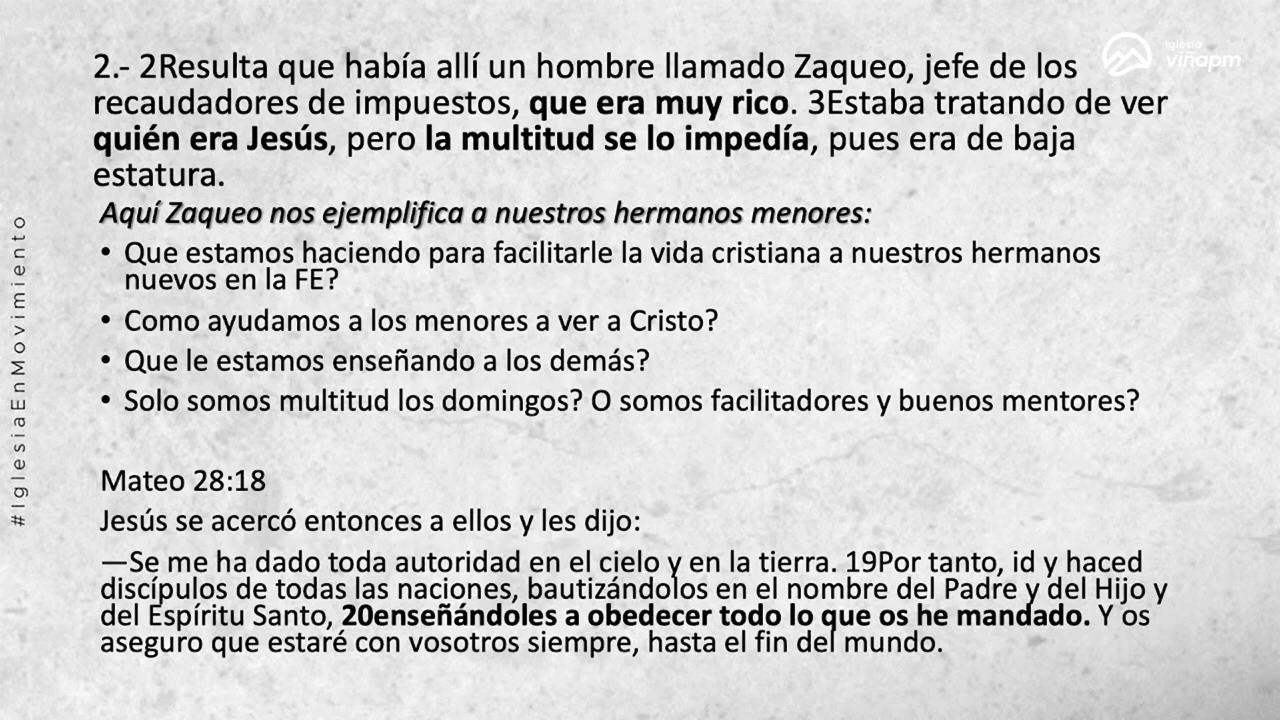 iglesia
viñapm
2.- 2Resulta que había allí un hombre llamado Zaqueo, jefe de los
recaudadores de impuestos, que era muy rico. 3Estaba tratando de ver
quién era Jesús, pero la multitud se lo impedía, pues era de baja
estatura.
Aquí Zaqueo nos ejemplifica a nuestros hermanos menores:
• Que estamos haciendo para facilitarle la vida cristiana a nuestros hermanos
nuevos en la FE?
• Como ayudamos a los menores a ver a Cristo?
• Que le estamos enseñando a los demás?
• Solo somos multitud los domingos? O somos facilitadores y buenos mentores?
Mateo 28:18
Jesús se acercó entonces a ellos y les dijo:
—Se me ha dado toda autoridad en el cielo y en la tierra. 19Por tanto, id y haced
discípulos de todas las naciones, bautizándolos en el nombre del Padre y del Hijo y
del Espíritu Santo, 20enseñándoles a obedecer todo lo que os he mandado. Y os
aseguro que estaré con vosotros siempre, hasta el fin del mundo.
#IglesiaEnMovimiento